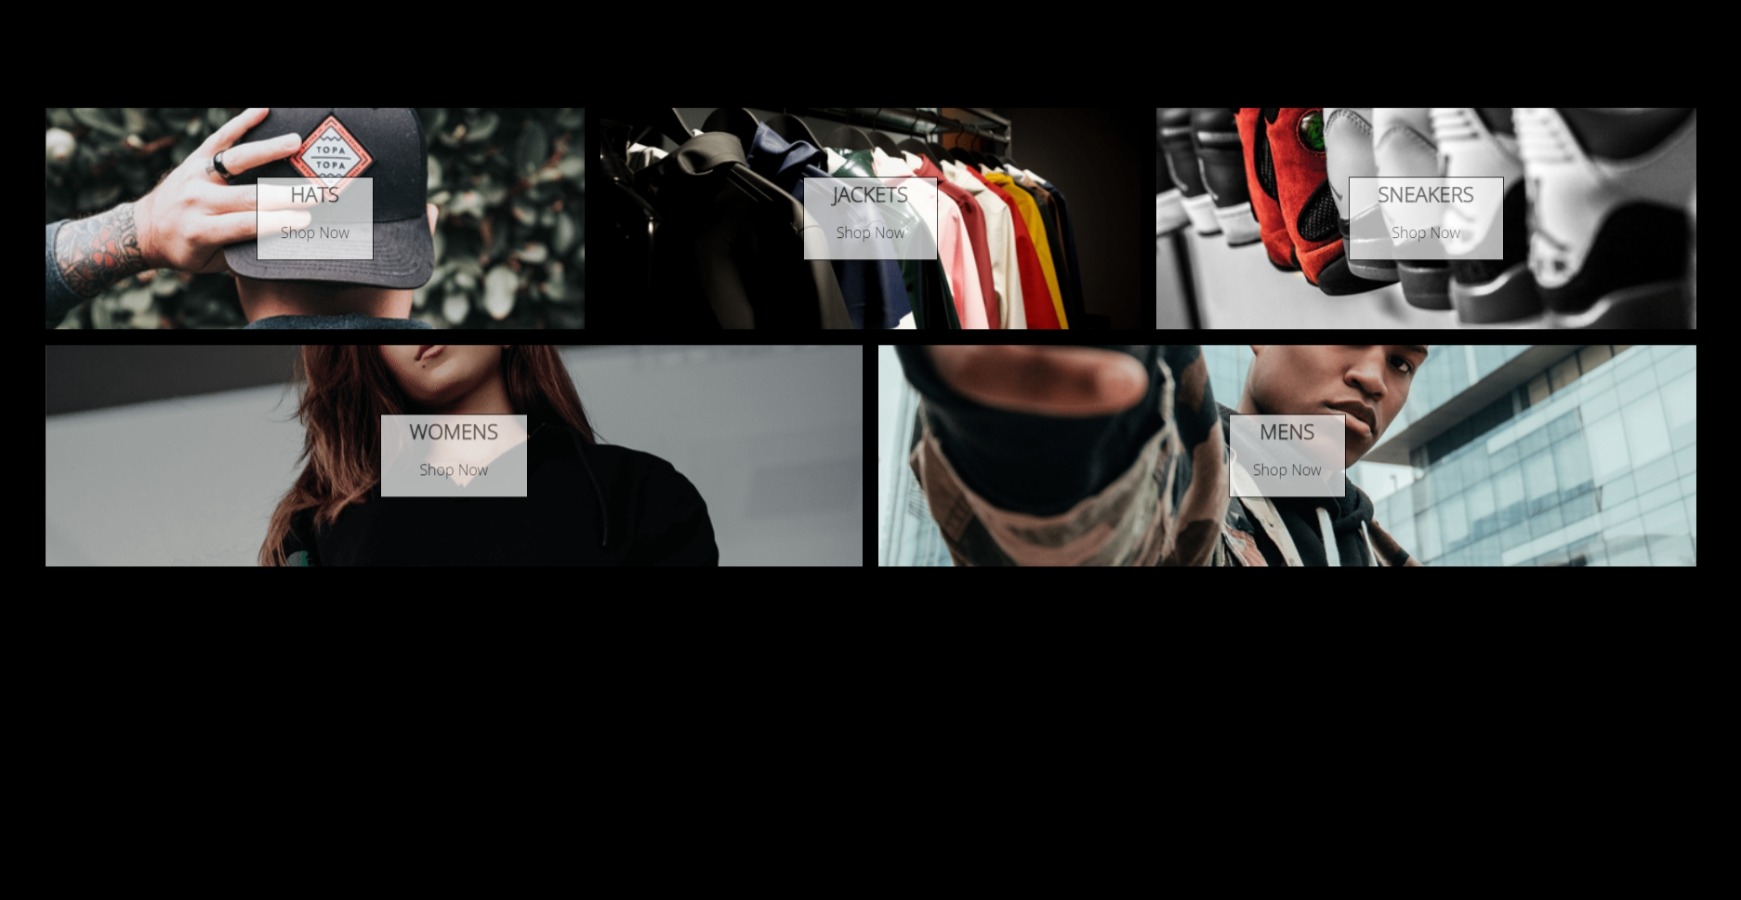 TOPA
TOPA
HATS
Shop Now
JACKETS
Shop Now
SNEAKERS
Shop Now
WOMENS
Shop Now
MENS
Shop Now